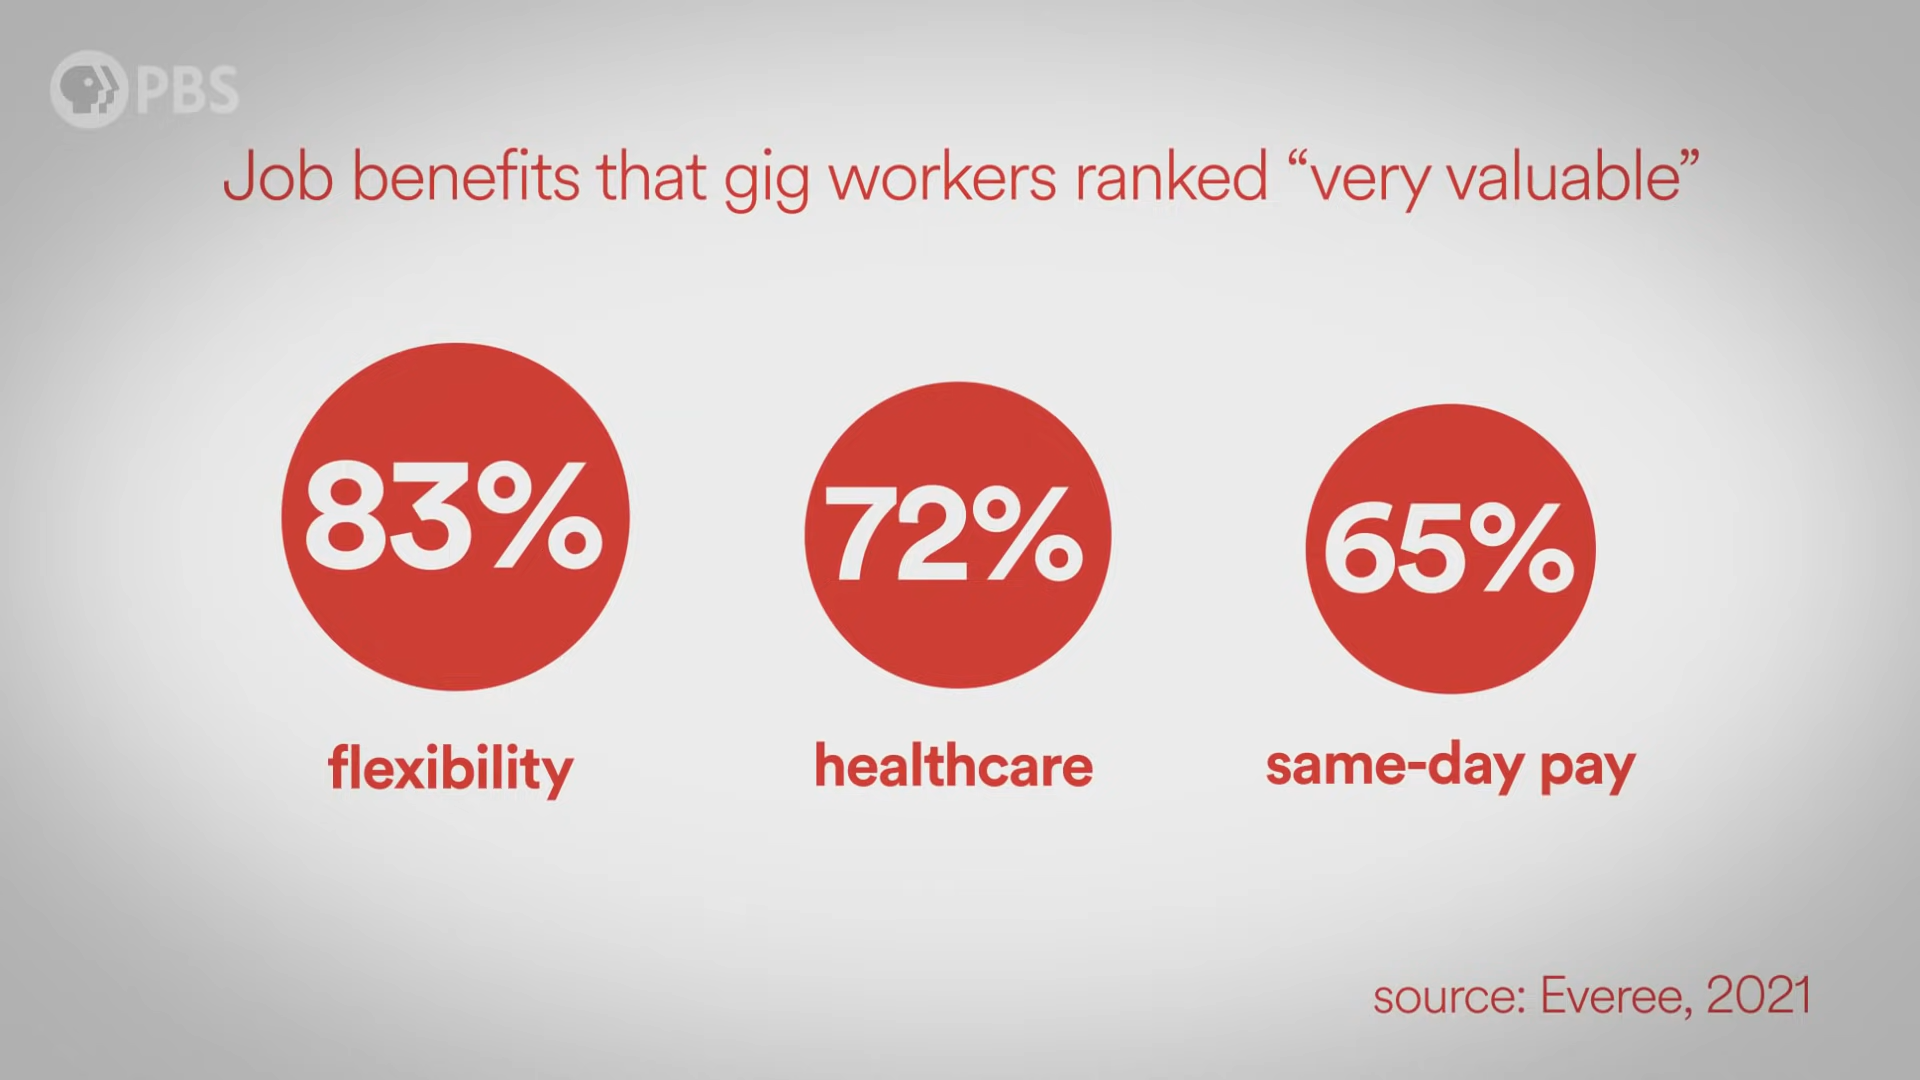 PBS
Job benefits that gig workers ranked “very valuable”
83%
72%
65%
flexibility
healthcare
same-day pay
source: Everee, 2021